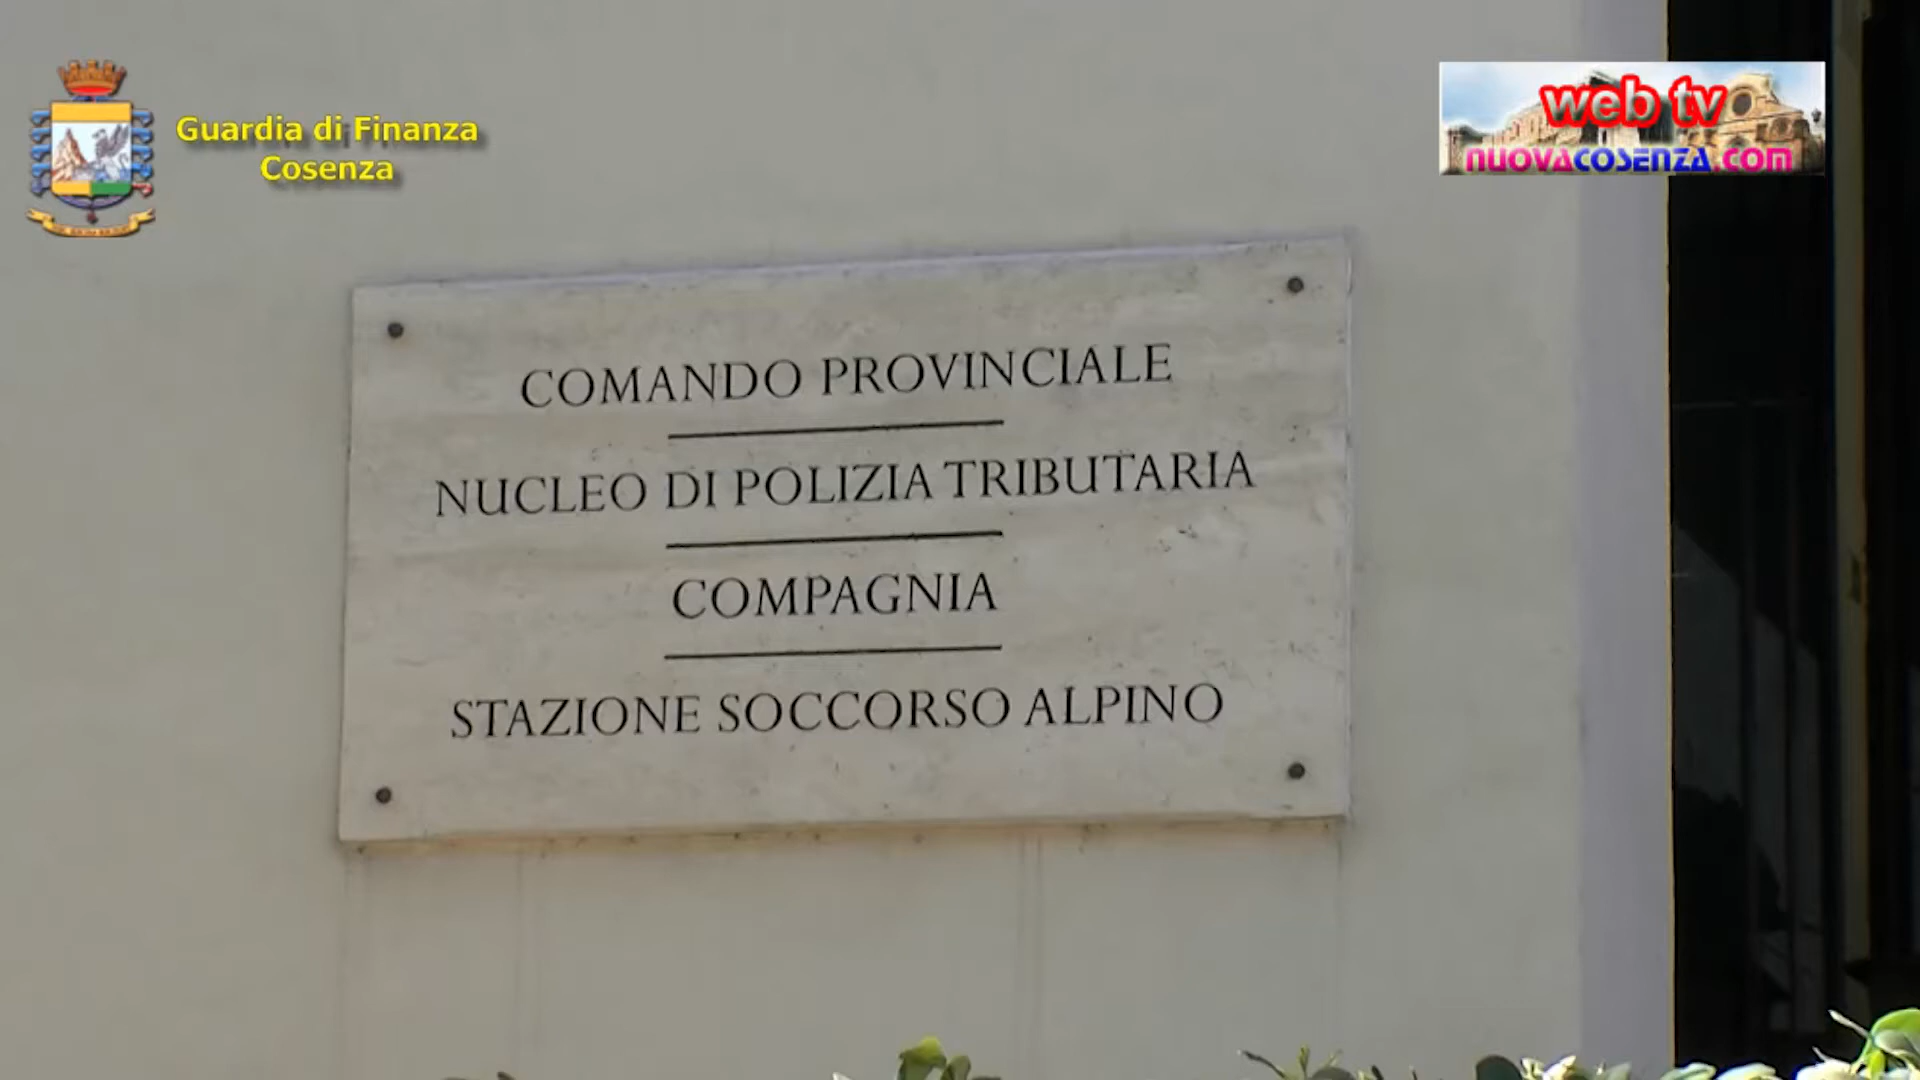 Guardia di Finanza
Cosenza
web tv
nuovacosenza.com
COMANDO PROVINCIALE
NUCLEO DI POLIZIA TRIBUTARIA
COMPAGNIA
STAZIONE SOCCORSO ALPINO